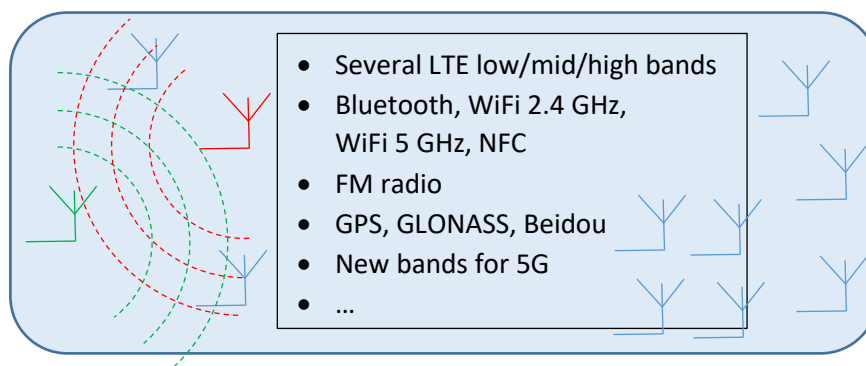 • Several LTE low/mid/high bands
• Bluetooth, WiFi 2.4 GHz,
WiFi 5 GHz, NFC
• FM radio
• GPS, GLONASS, Beidou
• New bands for 5G
• …